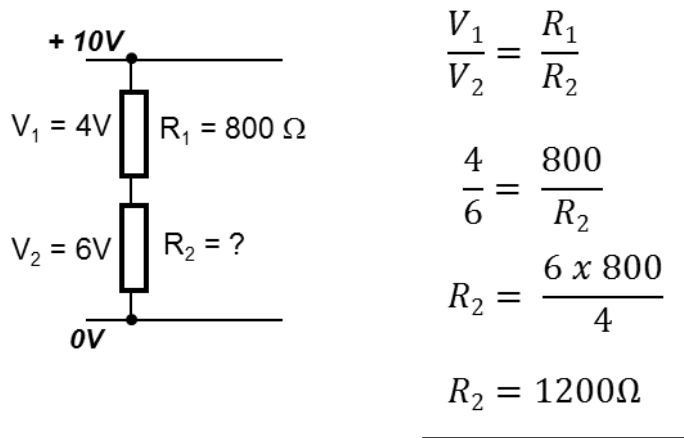 + 10V
V₁ = 4V
R₁ = 800 Ω
V₂ = 6V
R₂ = ?
0V
V₁/V₂ = R₁/R₂
4/6 = 800/R₂
R₂ = 6 x 800/4
R₂ = 1200Ω